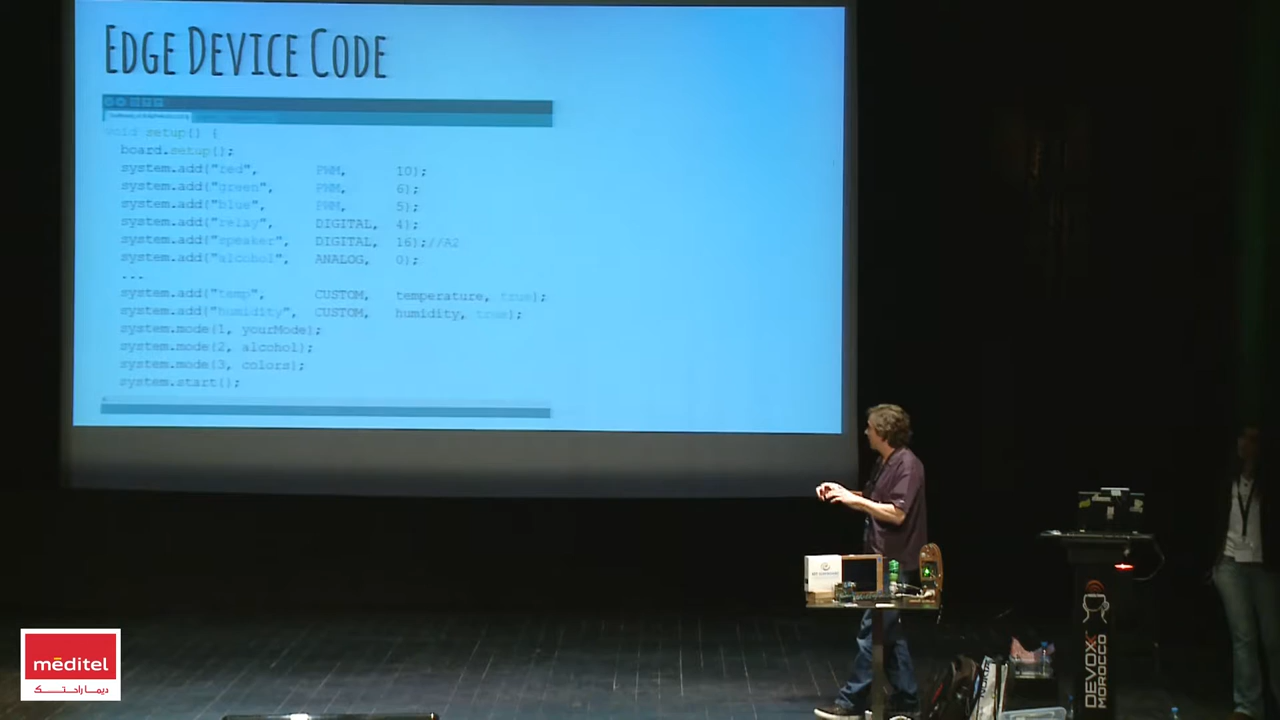 EDGE DEVICE CODE
void setup() {
board.setup();
system.add("red", PWM, 10);
system.add("green", PWM, 6);
system.add("blue", PWM, 5);
system.add("relay", DIGITAL, 4);
system.add("speaker", DIGITAL, 16);//A2
system.add("alcohol", ANALOG, 0);
...
system.add("temp", CUSTOM, temperature, true);
system.add("humidity", CUSTOM, humidity, true);
system.mode(1, yourMode);
system.mode(2, alcohol);
system.mode(3, colors);
system.start();
DEVOXX
MOROCCO
méditel
ديما راحتك